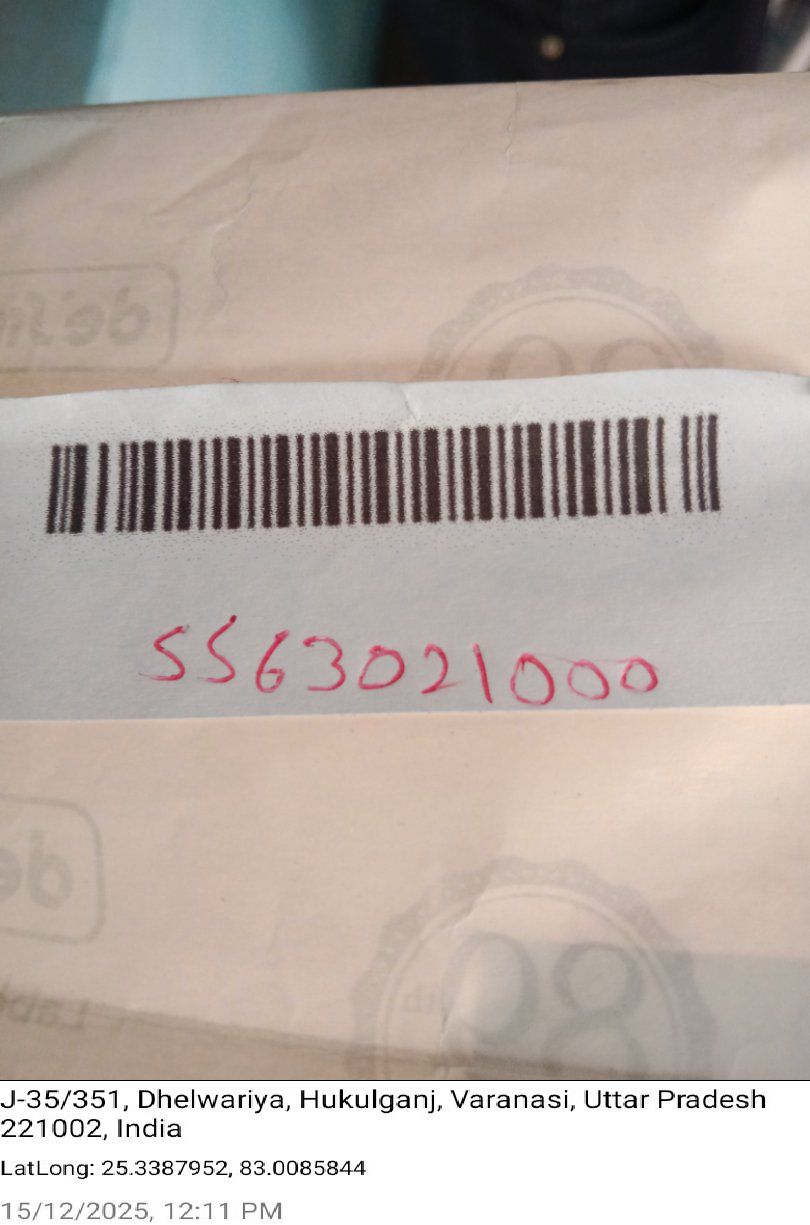 5563021000
J-35/351, Dhelwariya, Hukulganj, Varanasi, Uttar Pradesh
221002, India
LatLong: 25.3387952, 83.0085844
15/12/2025, 12:11 PM